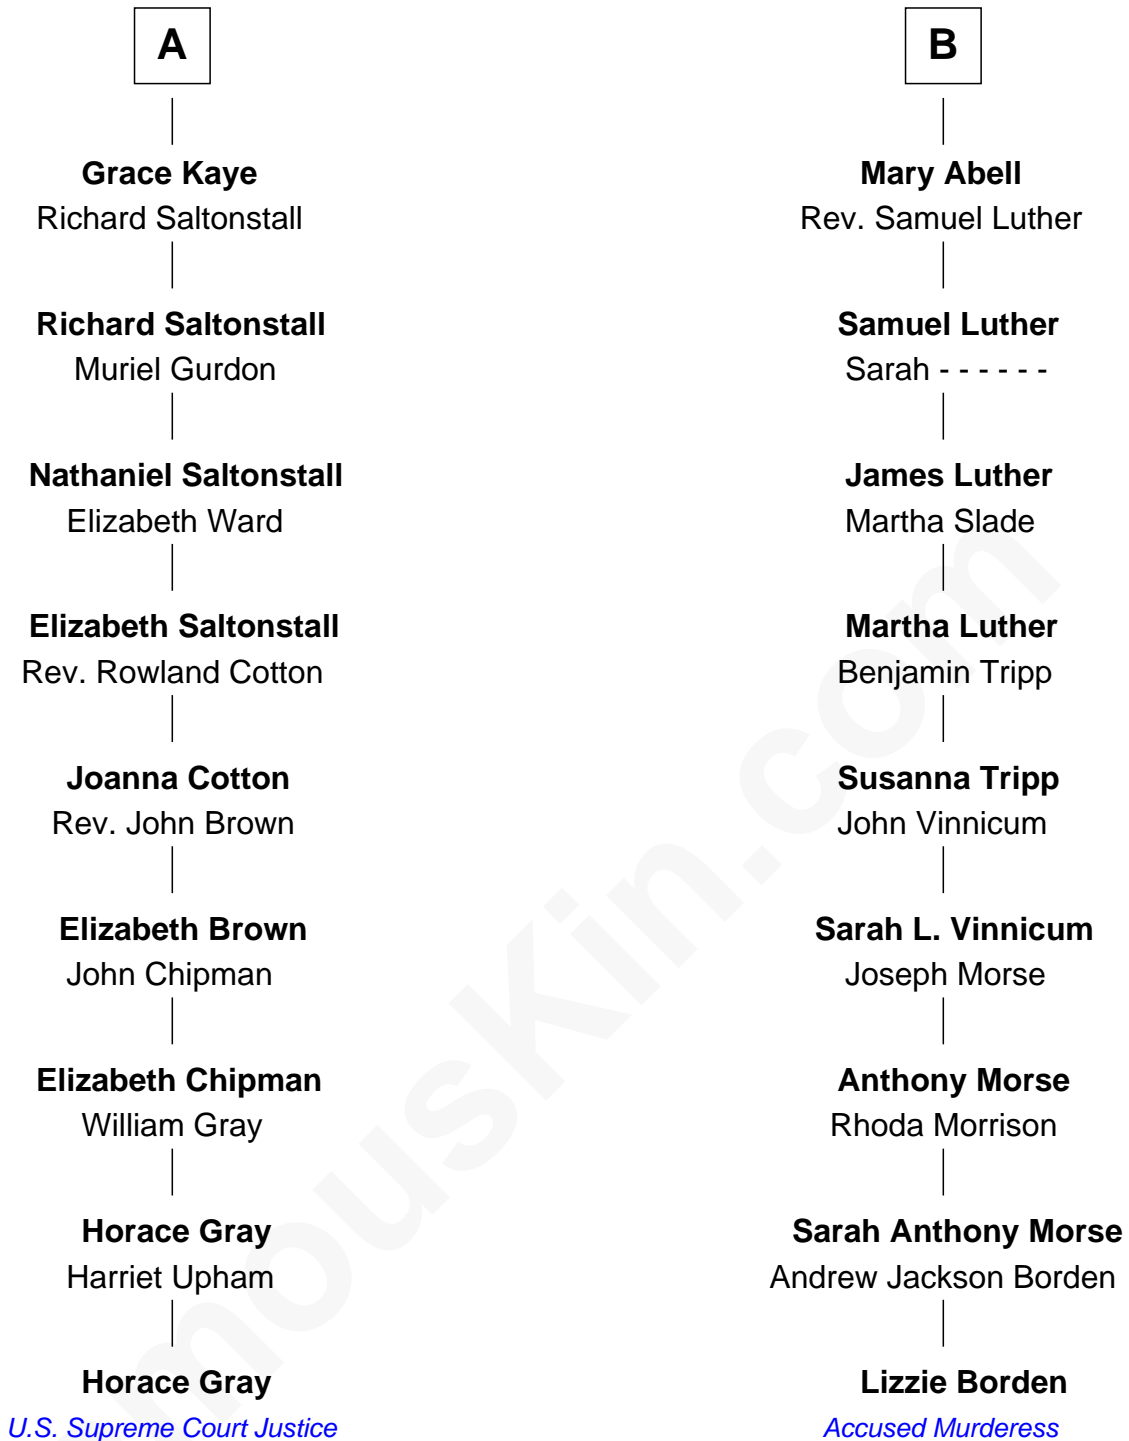 A
B
Grace Kaye
Mary Abell
Richard Saltonstall
Rev. Samuel Luther
Richard Saltonstall
Samuel Luther
Muriel Gurdon
Sarah - - - - - -
Nathaniel Saltonstall
James Luther
Elizabeth Ward
Martha Slade
Elizabeth Saltonstall
Martha Luther
Rev. Rowland Cotton
Benjamin Tripp
Joanna Cotton
Susanna Tripp
Rev. John Brown
John Vinnicum
Elizabeth Brown
Sarah L. Vinnicum
John Chipman
Joseph Morse
Elizabeth Chipman
Anthony Morse
William Gray
Rhoda Morrison
Horace Gray
Sarah Anthony Morse
Harriet Upham
Andrew Jackson Borden
Horace Gray
Lizzie Borden
U.S. Supreme Court Justice
Accused Murderess
mousKin.com